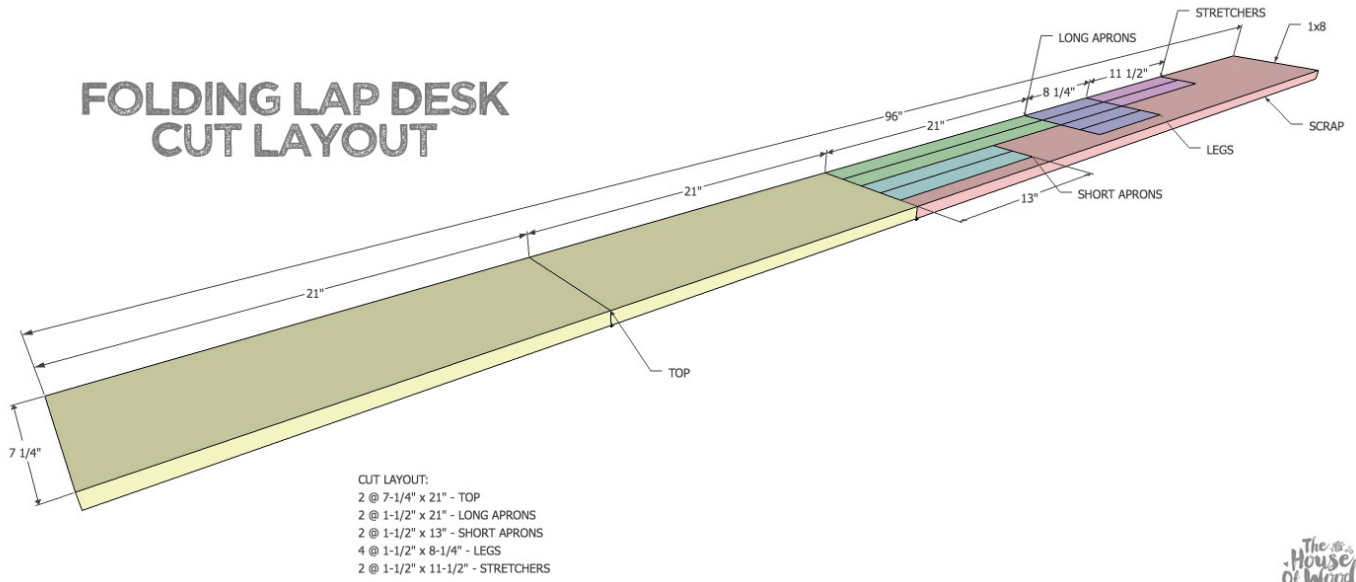 STRETCHERS
LONG APRONS
1x8
11 1/2"
8 1/4"
FOLDING LAP DESK
CUT LAYOUT
96"
21"
SCRAP
LEGS
21"
SHORT APRONS
13"
21"
TOP
7 1/4"
CUT LAYOUT:
2 @ 7-1/4" x 21" - TOP
2 @ 1-1/2" x 21" - LONG APRONS
2 @ 1-1/2" x 13" - SHORT APRONS
4 @ 1-1/2" x 8-1/4" - LEGS
2 @ 1-1/2" x 11-1/2" - STRETCHERS
The
House
Of Wood